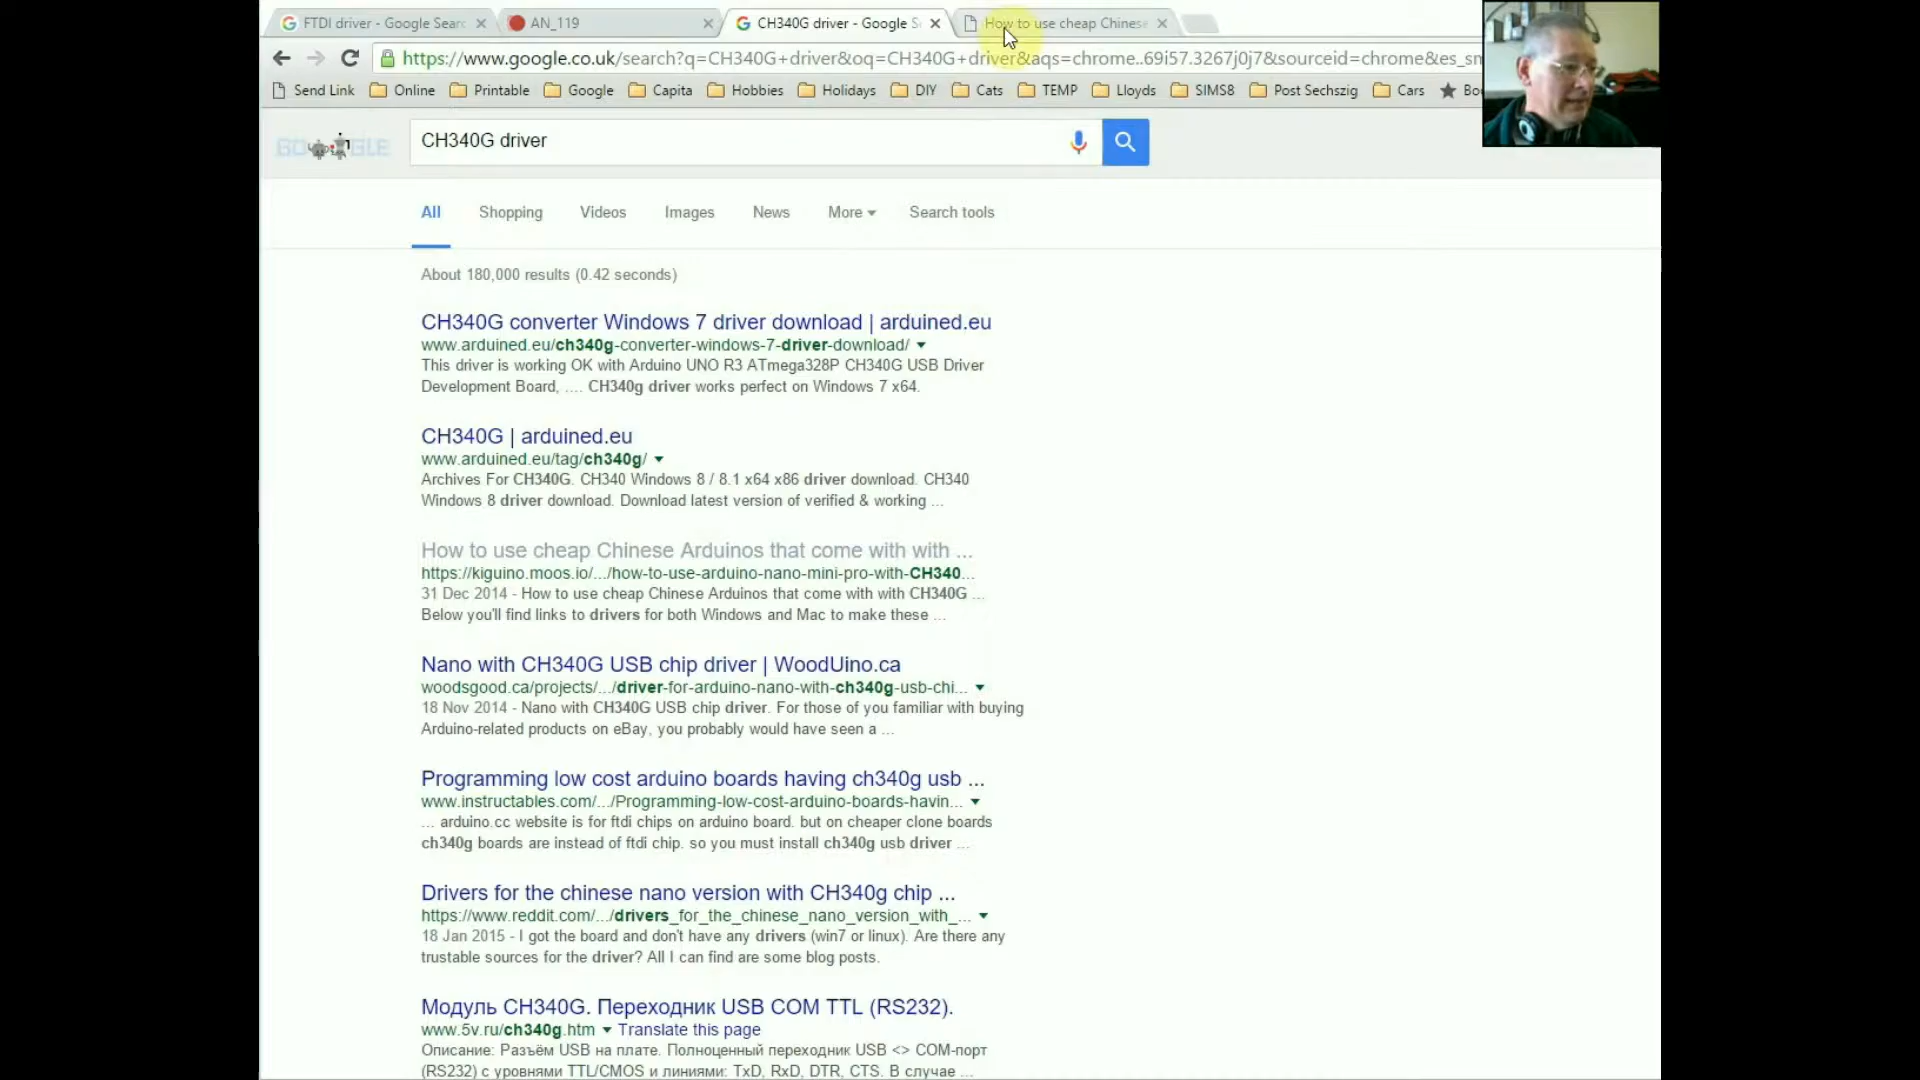 FTDI driver - Google Searc
AN_119
CH340G driver - Google S
How to use cheap Chinese
https://www.google.co.uk/search?q=CH340G+driver&oq=CH340G+driver&aqs=chrome..69i57.3267j0j7&sourceid=chrome&es_sm
Send Link Online Printable Google Capita Hobbies Holidays DIY Cats TEMP Lloyds SIMS8 Post Sechszig Cars Bo
GOOGLE
CH340G driver
All Shopping Videos Images News More Search tools
About 180,000 results (0.42 seconds)
CH340G converter Windows 7 driver download | arduined.eu
www.arduined.eu/ch340g-converter-windows-7-driver-download/
This driver is working OK with Arduino UNO R3 ATmega328P CH340G USB Driver
Development Board, .... CH340g driver works perfect on Windows 7 x64.
CH340G | arduined.eu
www.arduined.eu/tag/ch340g/
Archives For CH340G. CH340 Windows 8 / 8.1 x64 x86 driver download. CH340
Windows 8 driver download. Download latest version of verified & working ...
How to use cheap Chinese Arduinos that come with with ...
https://kiguino.moos.io/.../how-to-use-arduino-nano-mini-pro-with-CH340...
31 Dec 2014 - How to use cheap Chinese Arduinos that come with with CH340G ...
Below you'll find links to drivers for both Windows and Mac to make these ...
Nano with CH340G USB chip driver | WoodUino.ca
woodsgood.ca/projects/.../driver-for-arduino-nano-with-ch340g-usb-chi...
18 Nov 2014 - Nano with CH340G USB chip driver. For those of you familiar with buying
Arduino-related products on eBay, you probably would have seen a ...
Programming low cost arduino boards having ch340g usb ...
www.instructables.com/.../Programming-low-cost-arduino-boards-havin...
... arduino.cc website is for ftdi chips on arduino board. but on cheaper clone boards
ch340g boards are instead of ftdi chip. so you must install ch340g usb driver ...
Drivers for the chinese nano version with CH340g chip ...
https://www.reddit.com/.../drivers_for_the_chinese_nano_version_with_...
18 Jan 2015 - I got the board and don't have any drivers (win7 or linux). Are there any
trustable sources for the driver? All I can find are some blog posts.
Модуль CH340G. Переходник USB COM TTL (RS232).
www.5v.ru/ch340g.htm Translate this page
Описание: Разъём USB на плате. Полноценный переходник USB <> COM-порт
(RS232) с уровнями TTL/CMOS и линиями: TxD, RxD, DTR, CTS. В случае ...